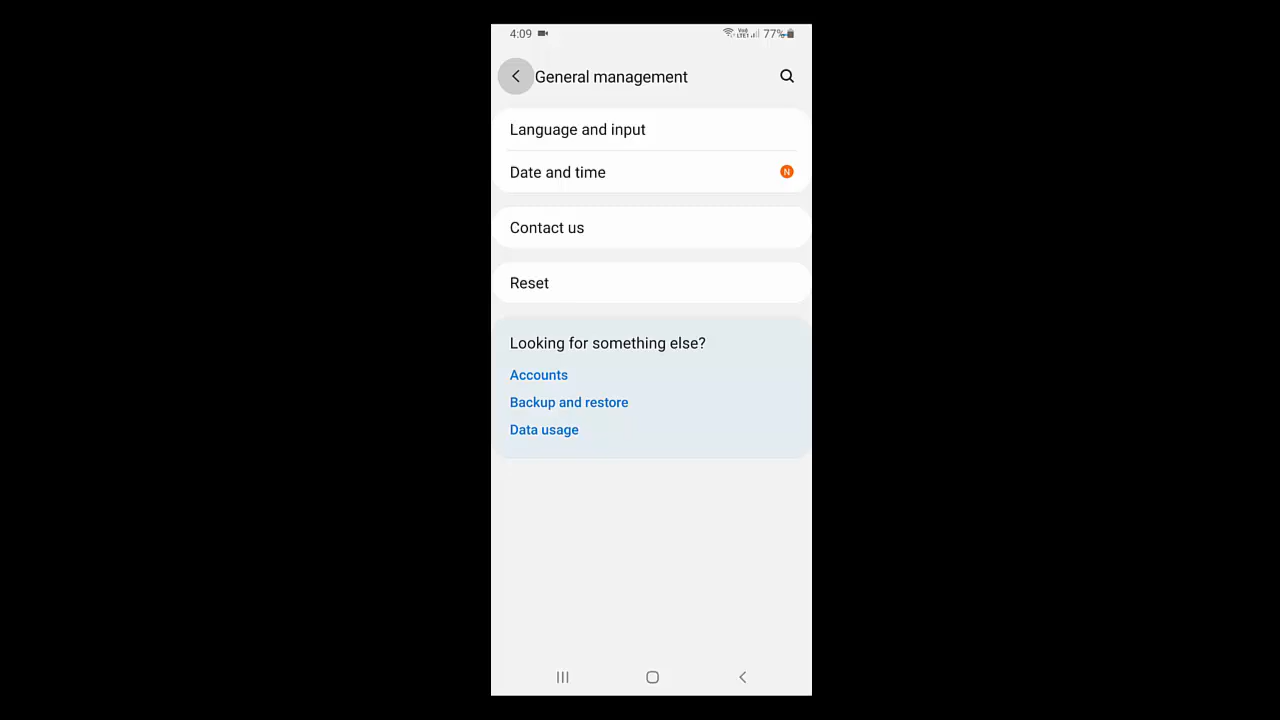 4:09 77%
General management
Language and input
Date and time N
Contact us
Reset
Looking for something else?
Accounts
Backup and restore
Data usage